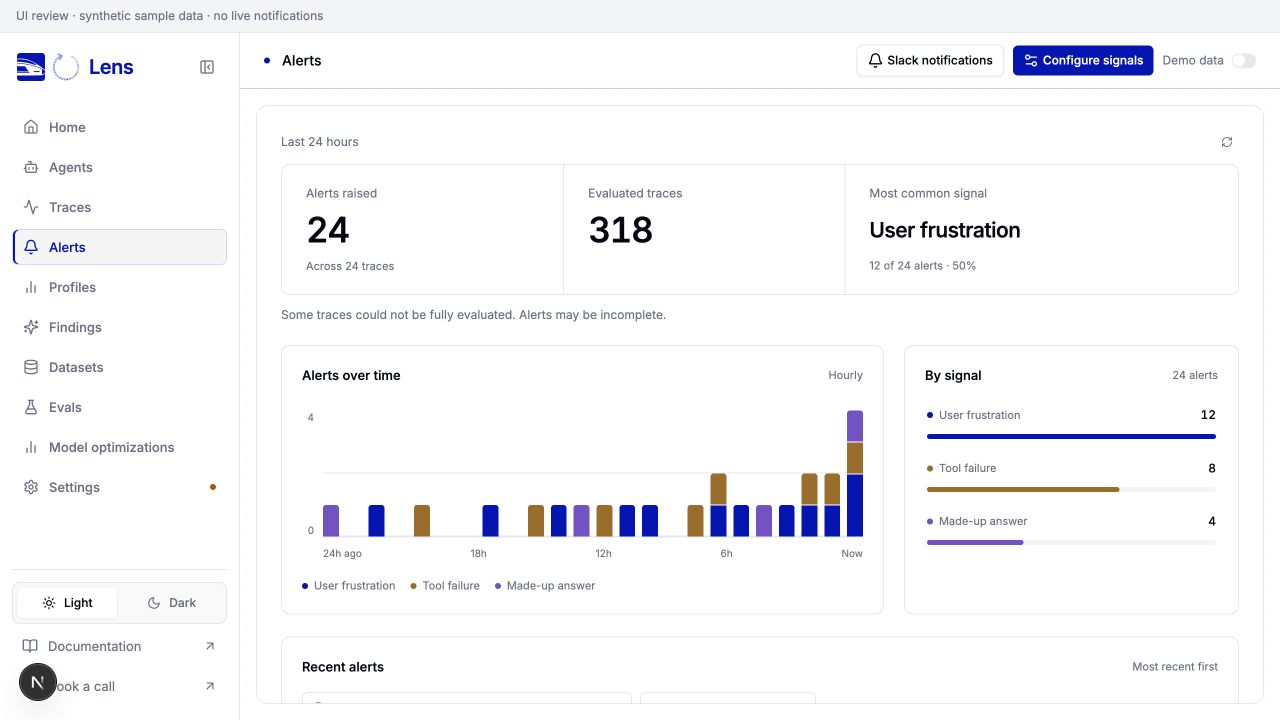 UI review · synthetic sample data · no live notifications
Lens
Home
Agents
Traces
Alerts
Profiles
Findings
Datasets
Evals
Model optimizations
Settings
Light
Dark
Documentation
N
ook a call
Alerts
Slack notifications
Configure signals
Demo data
Last 24 hours
Alerts raised
24
Across 24 traces
Evaluated traces
318
Most common signal
User frustration
12 of 24 alerts · 50%
Some traces could not be fully evaluated. Alerts may be incomplete.
Alerts over time
Hourly
4
0
24h ago
18h
12h
6h
Now
User frustration
Tool failure
Made-up answer
By signal
24 alerts
User frustration
12
Tool failure
8
Made-up answer
4
Recent alerts
Most recent first